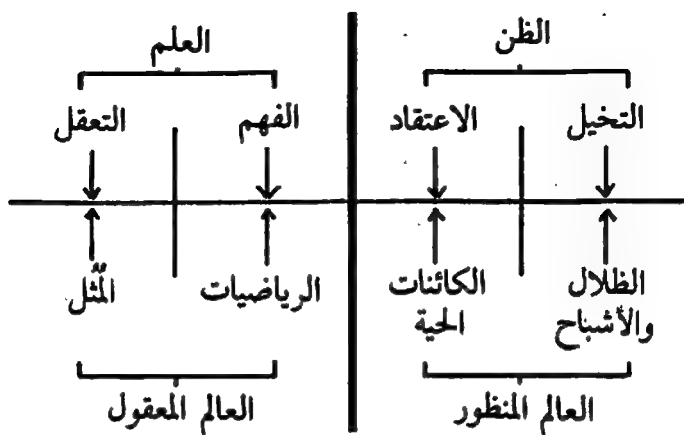 الظن
العلم
التخيل
الاعتقاد
الفهم
التعقل
الظلال
والأشباح
الكائنات
الحية
الرياضيات
المُثل
العالم المنظور
العالم المعقول